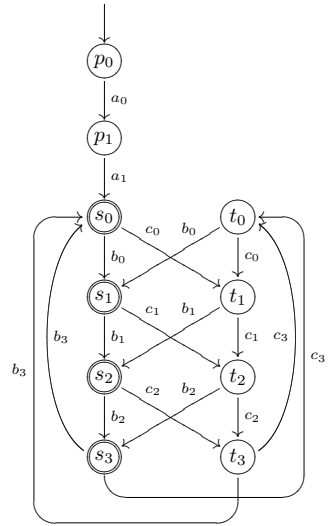 p₀
a₀
p₁
a₁
s₀ c₀ b₀ t₀
b₀ c₀
s₁ c₁ b₁ t₁
b₃ b₁ c₁ c₃
b₃ s₂ c₂ b₂ t₂ c₃
b₂ c₂
s₃ t₃